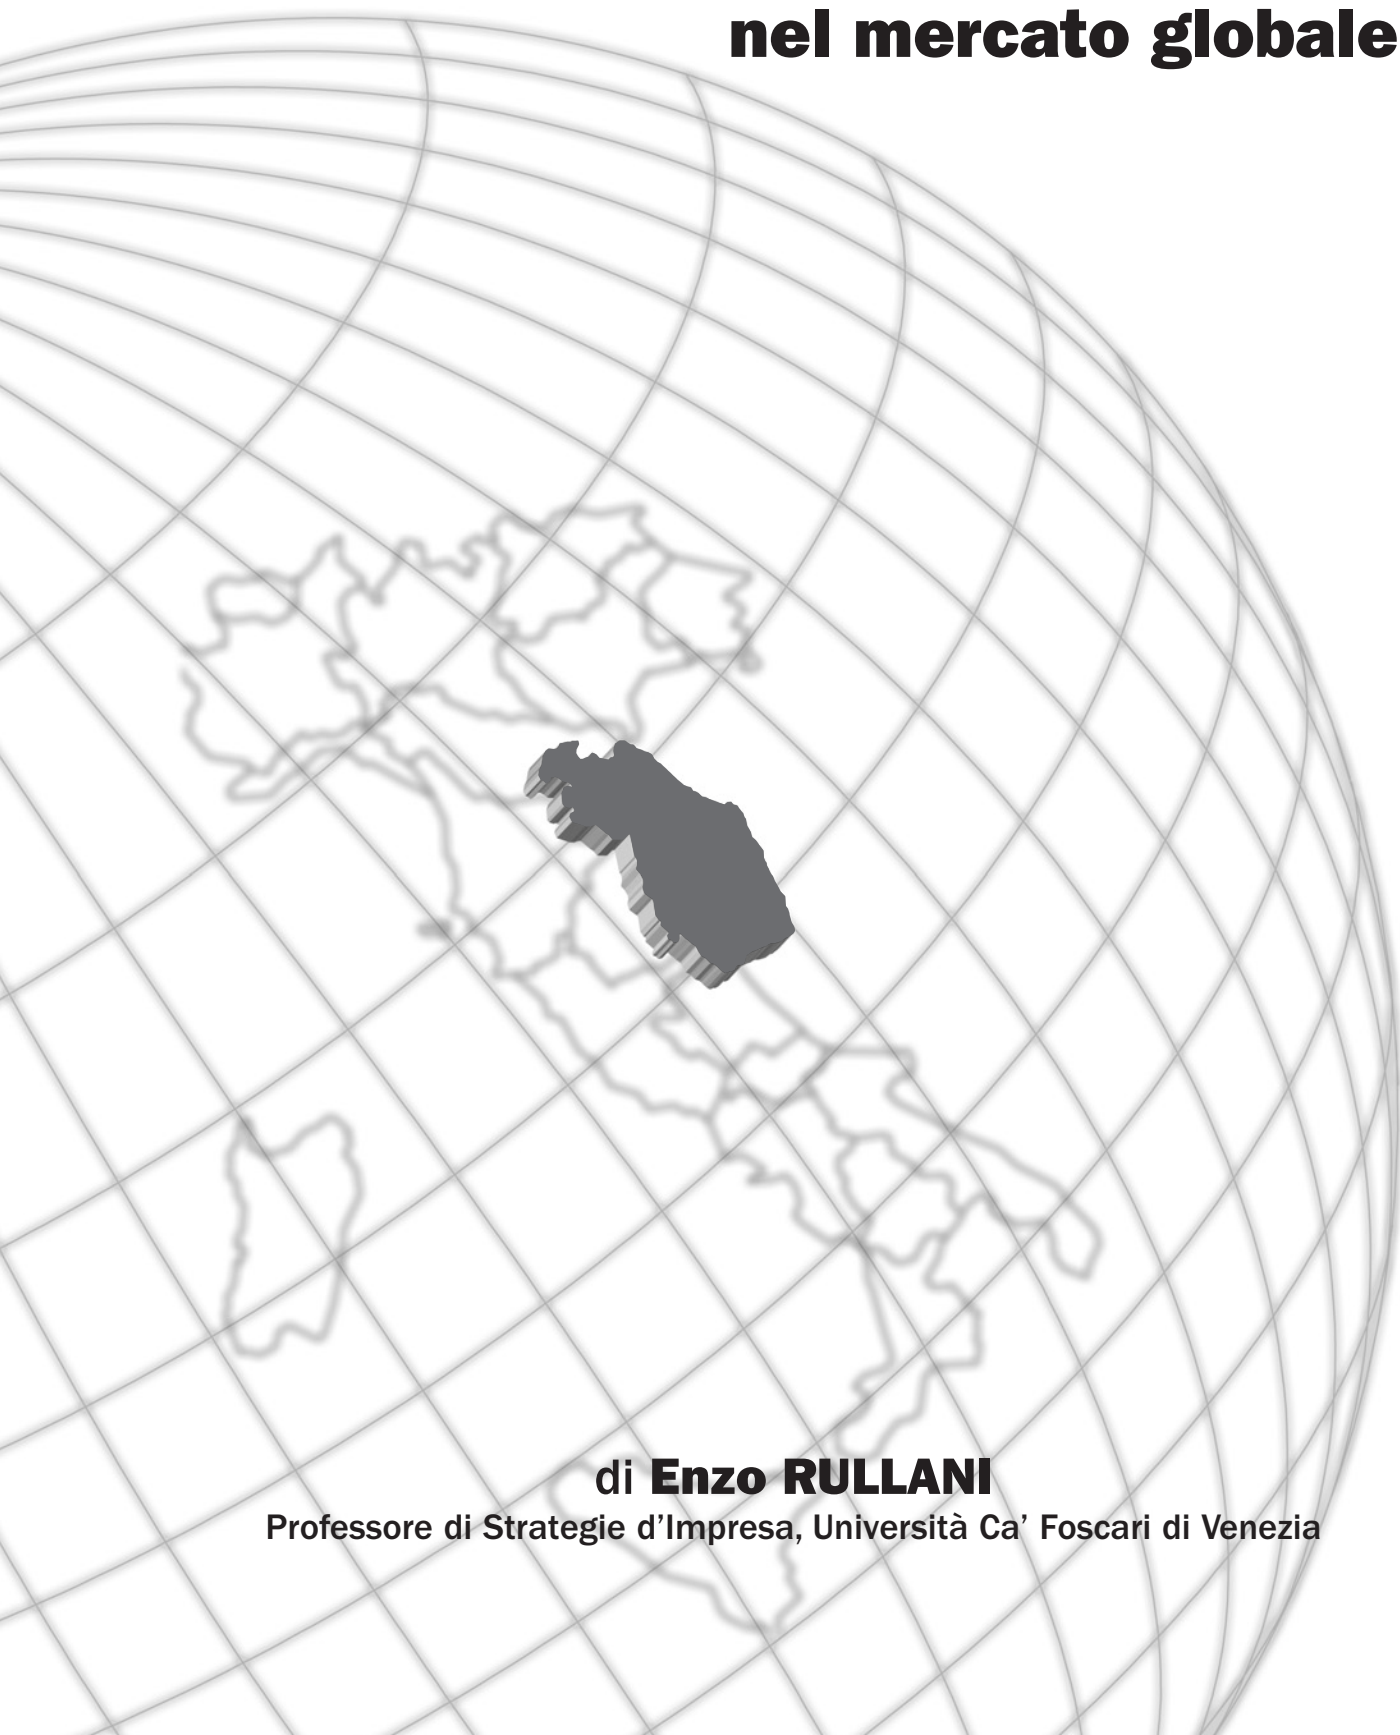 nel mercato globale
di Enzo RULLANI
Professore di Strategie d’Impresa, Università Ca’ Foscari di Venezia